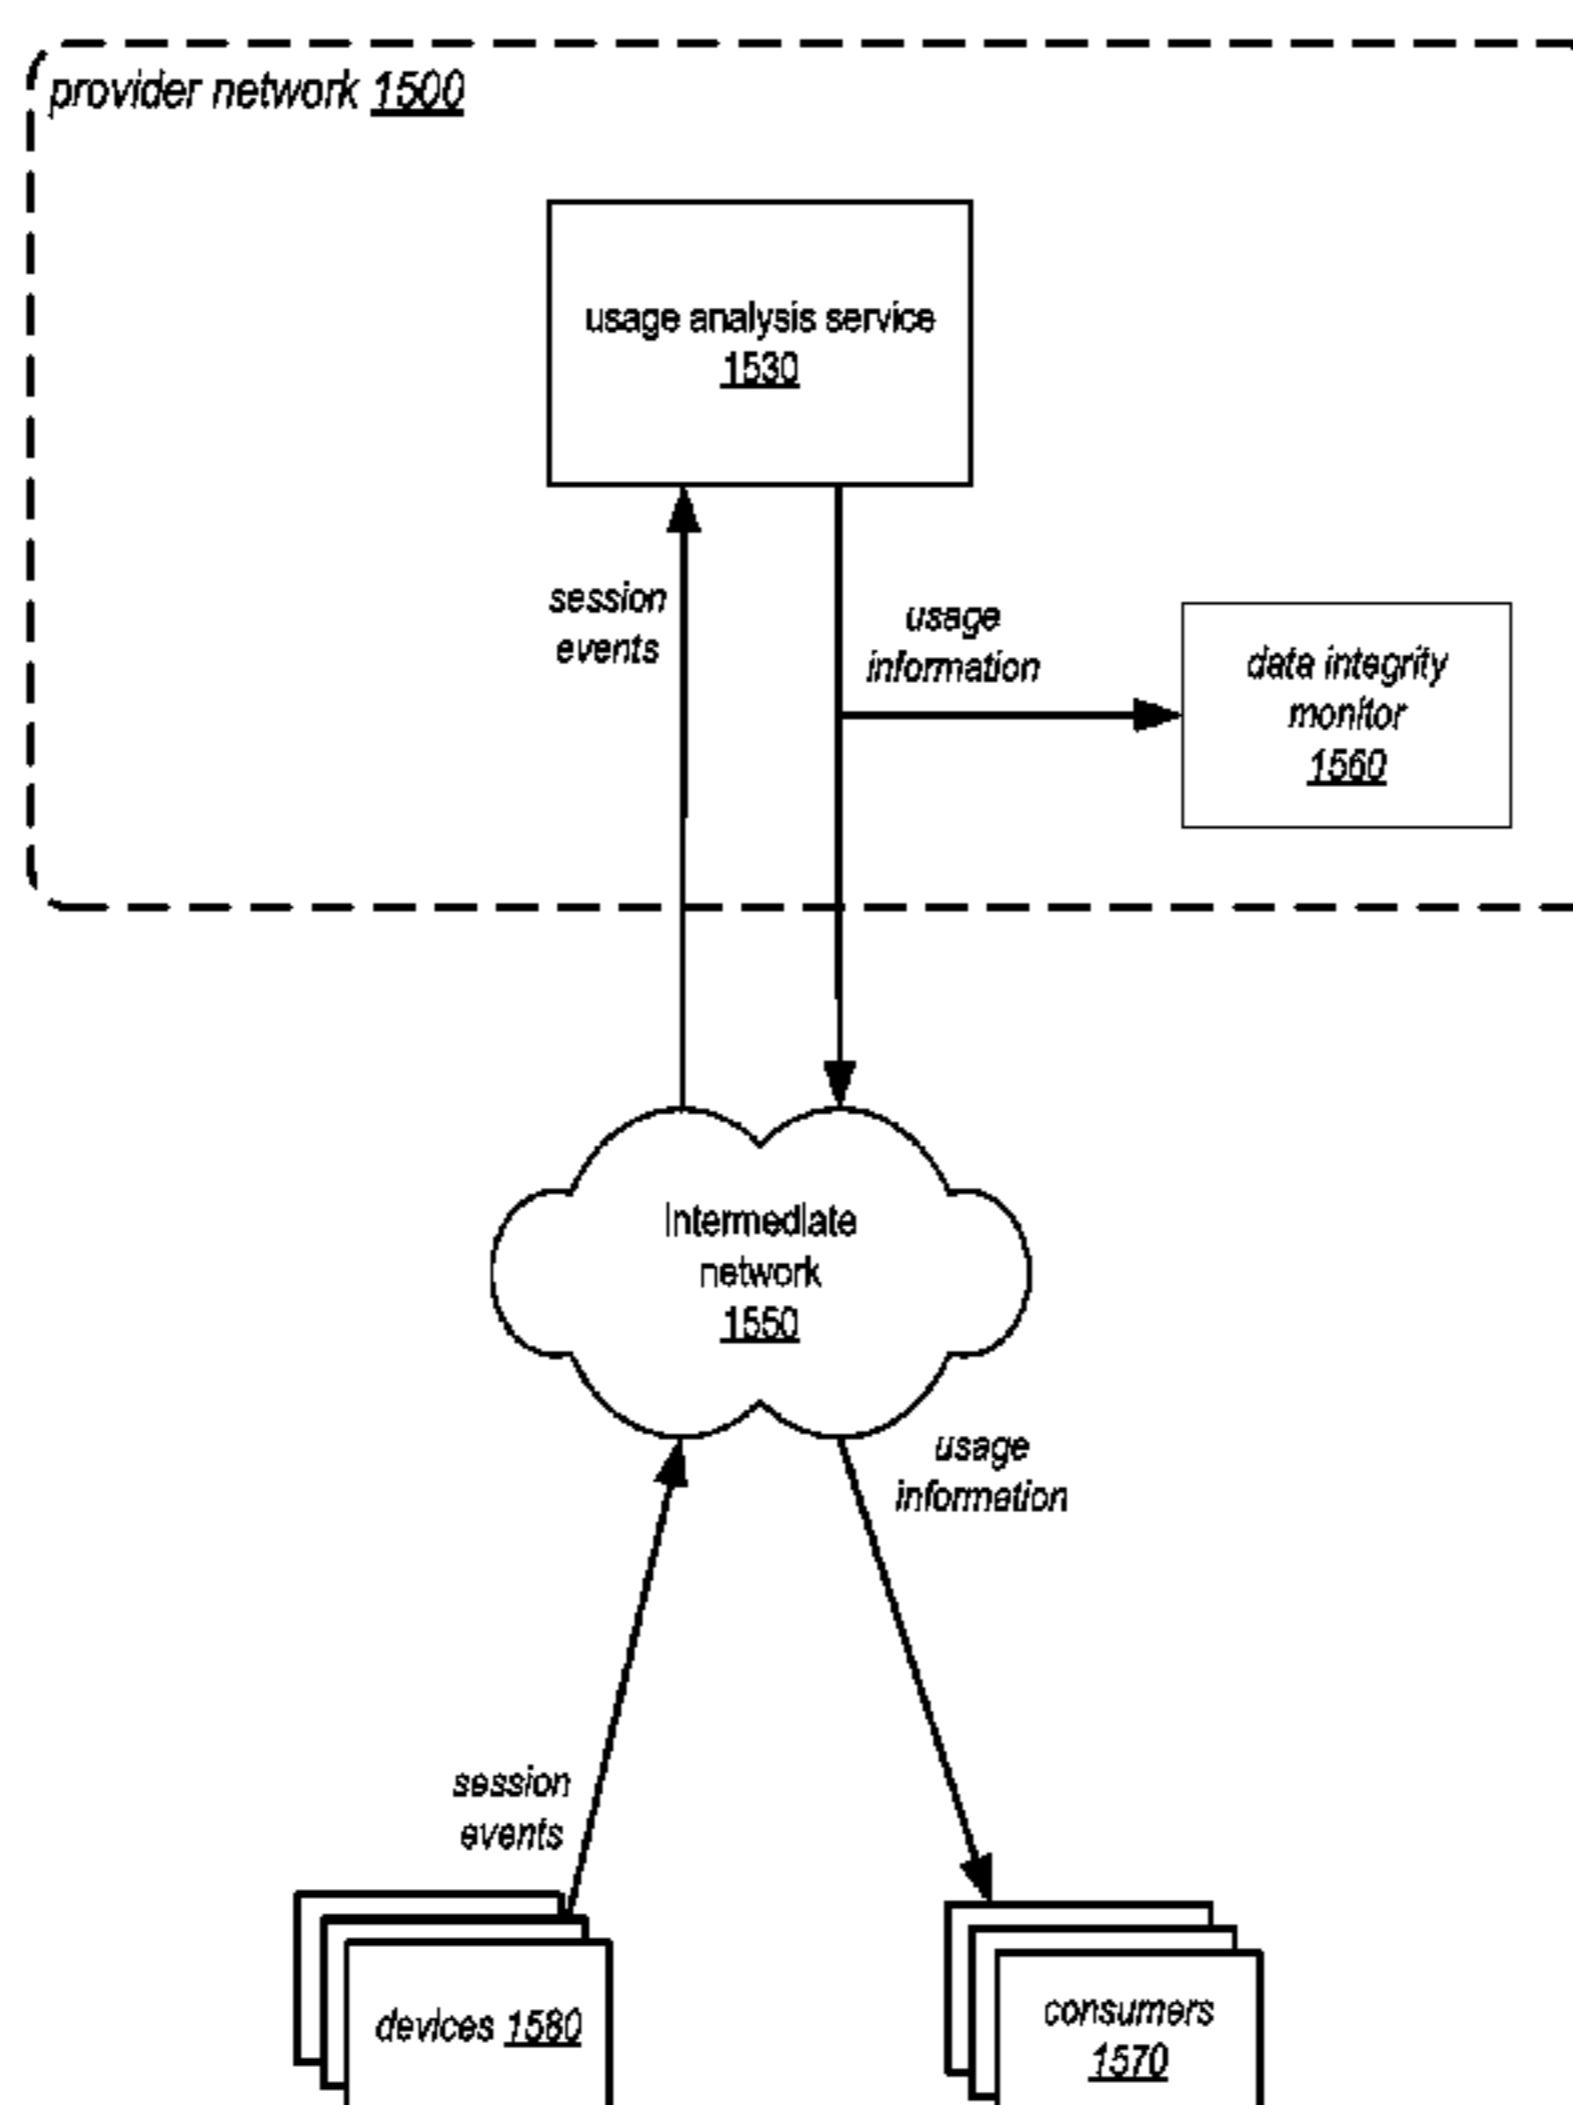 provider network 1500
usage analysis service
1530
session
events
usage
information
data integrity
monitor
1560
Intermediate
network
1550
usage
information
session
events
devices 1580
consumers
1570